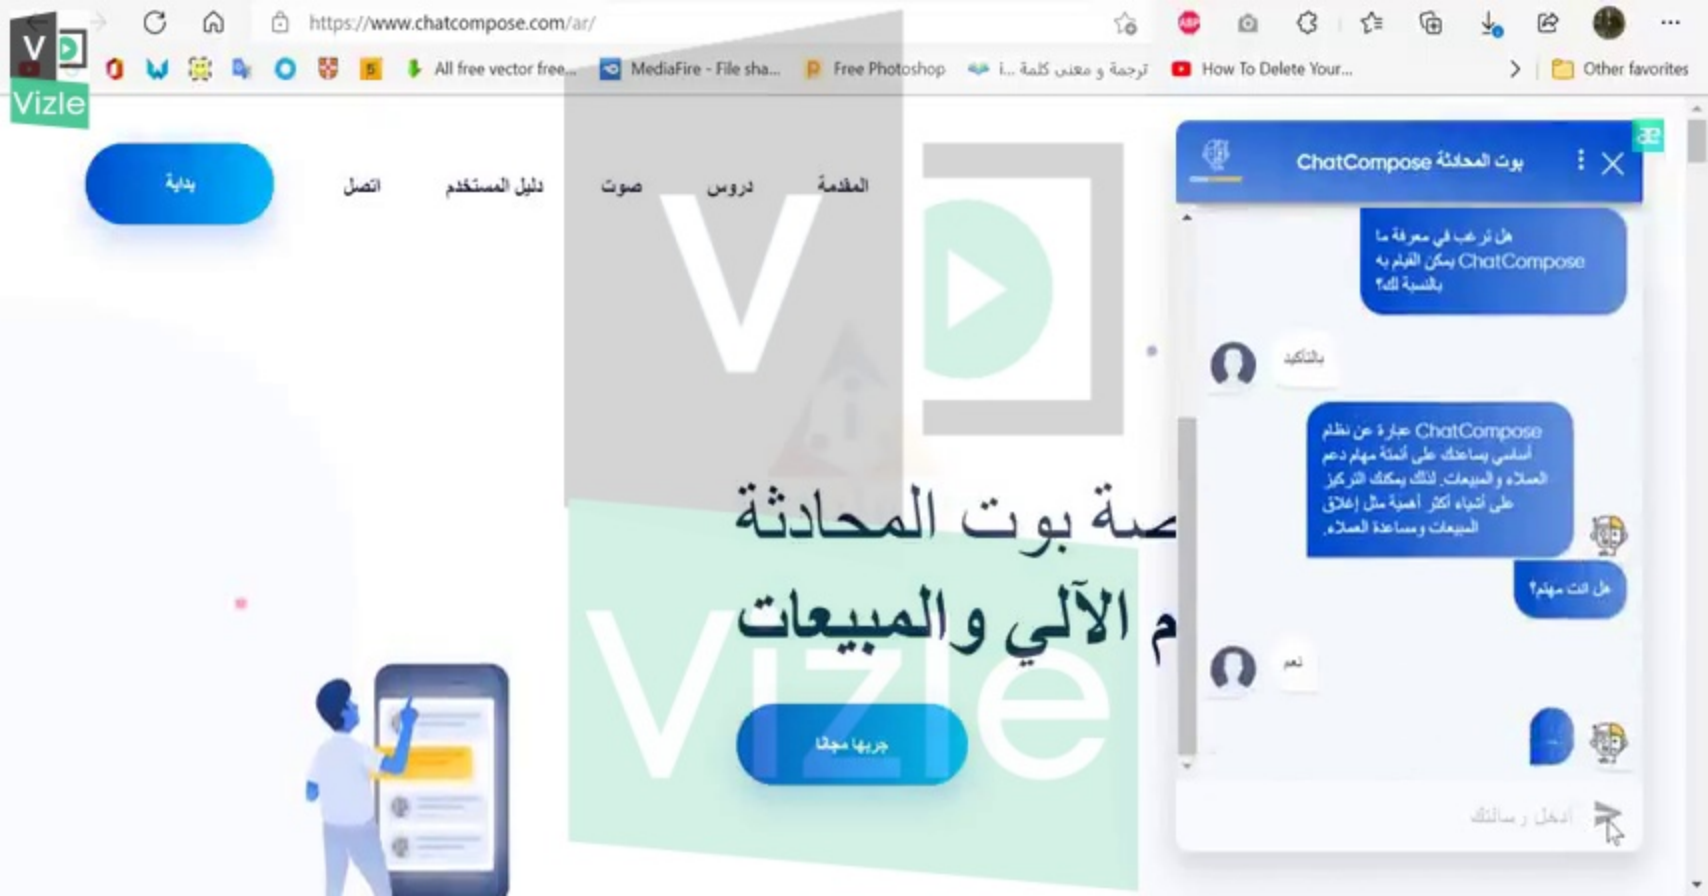 https://www.chatcompose.com/ar/
V
Vizle
ABP
5
All free vector free...
MediaFire - File sha...
Free Photoshop
ترجمة و معنى كلمة ...i
How To Delete Your...
Other favorites
المقدمة
دروس
صوت
دليل المستخدم
اتصل
بداية
V
صة بوت المحادثة
م الآلي والمبيعات
جربها مجانا
Vizle
æ
بوت المحادثة ChatCompose
هل ترغب في معرفة ما
ChatCompose يمكن القيام به
بالنسبة لك؟
بالتأكيد
ChatCompose عبارة عن نظام
أساسي يساعدك على أتمتة مهام دعم
العملاء والمبيعات. لذلك يمكنك التركيز
على أشياء أكثر أهمية مثل إغلاق
المبيعات ومساعدة العملاء.
هل انت مهتم؟
نعم
ادخل رسالتك